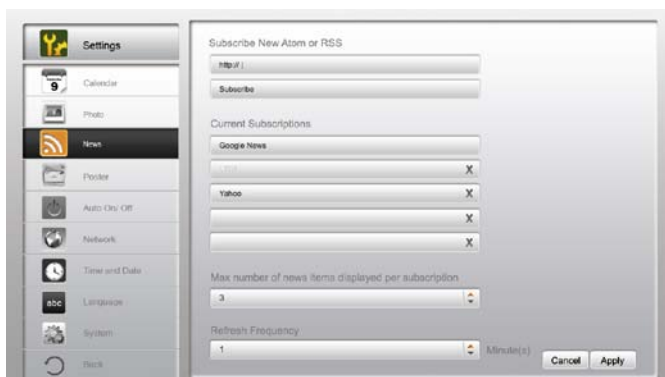 Settings
Calendar
Photo
News
Poster
Auto On/ Off
Network
Time and Date
abc
Language
System
Back
9
Subscribe New Atom or RSS
http:// |
Subscribe
Current Subscriptions
Google News
X
Yahoo
X
X
X
Max number of news items displayed per subscription
3
Refresh Frequency
1
Minute(s)
Cancel
Apply